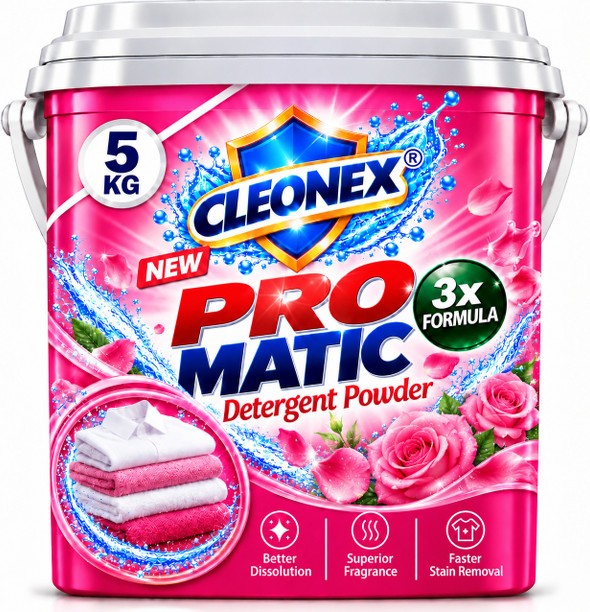 5
KG
CLEONEX®
NEW
PRO
MATIC
3x
FORMULA
Detergent Powder
Better
Dissolution
Superior
Fragrance
Faster
Stain Removal